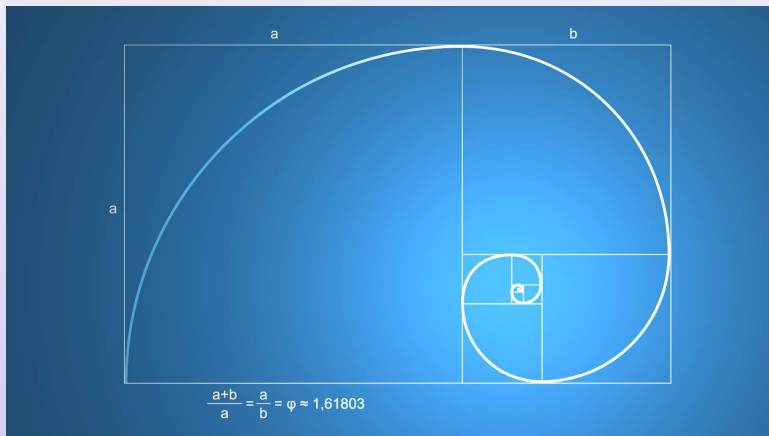 a b
a
a+b/a = a/b = φ ≈ 1,61803